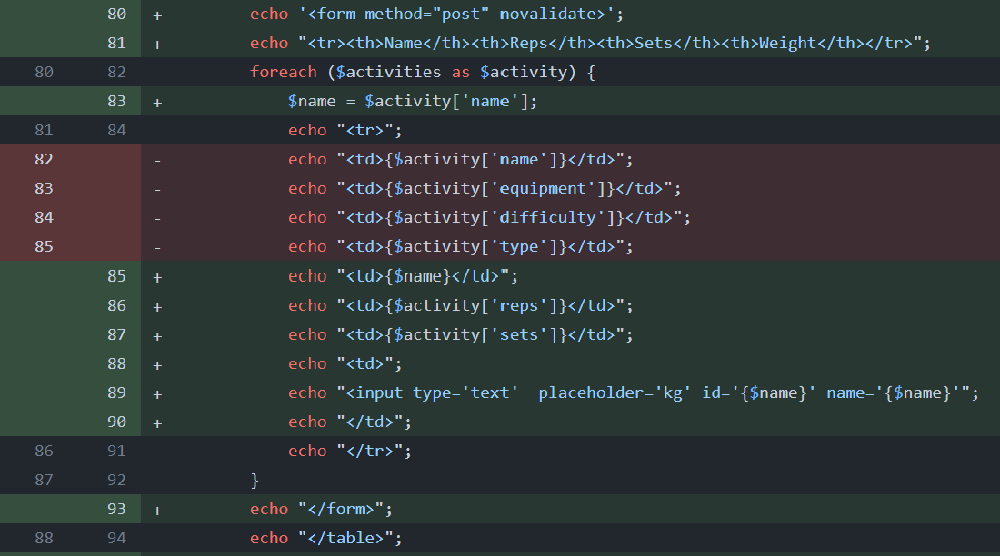 80 + echo '<form method="post" novalidate>';
81 + echo "<tr><th>Name</th><th>Reps</th><th>Sets</th><th>Weight</th></tr>";
80 82 foreach ($activities as $activity) {
83 + $name = $activity['name'];
81 84 echo "<tr>";
82 - echo "<td>{$activity['name']}</td>";
83 - echo "<td>{$activity['equipment']}</td>";
84 - echo "<td>{$activity['difficulty']}</td>";
85 - echo "<td>{$activity['type']}</td>";
85 + echo "<td>{$name}</td>";
86 + echo "<td>{$activity['reps']}</td>";
87 + echo "<td>{$activity['sets']}</td>";
88 + echo "<td>";
89 + echo "<input type='text'  placeholder='kg' id='{$name}' name='{$name}'";
90 + echo "</td>";
86 91 echo "</tr>";
87 92 }
93 + echo "</form>";
88 94 echo "</table>";